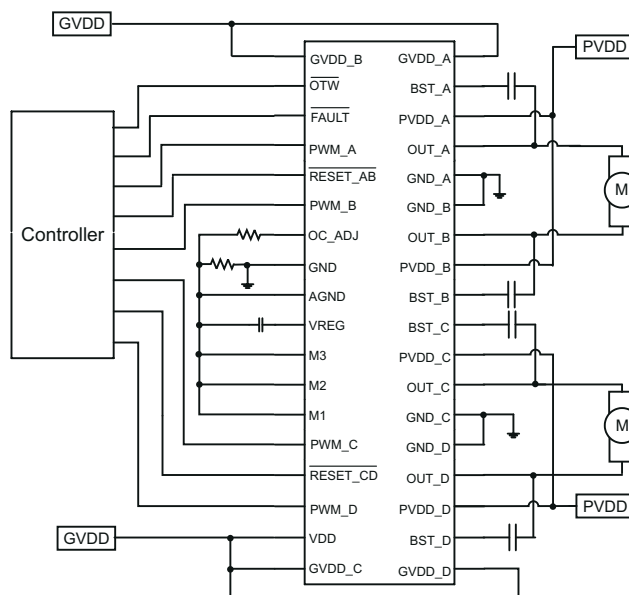 GVDD
PVDD
GVDD_B
GVDD_A
OTW
BST_A
FAULT
PVDD_A
PWM_A
OUT_A
RESET_AB
GND_A
M
PWM_B
GND_B
Controller
OC_ADJ
OUT_B
GND
PVDD_B
AGND
BST_B
VREG
BST_C
M3
PVDD_C
M2
OUT_C
M1
GND_C
M
PWM_C
GND_D
RESET_CD
OUT_D
PWM_D
PVDD_D
PVDD
GVDD
VDD
BST_D
GVDD_C
GVDD_D